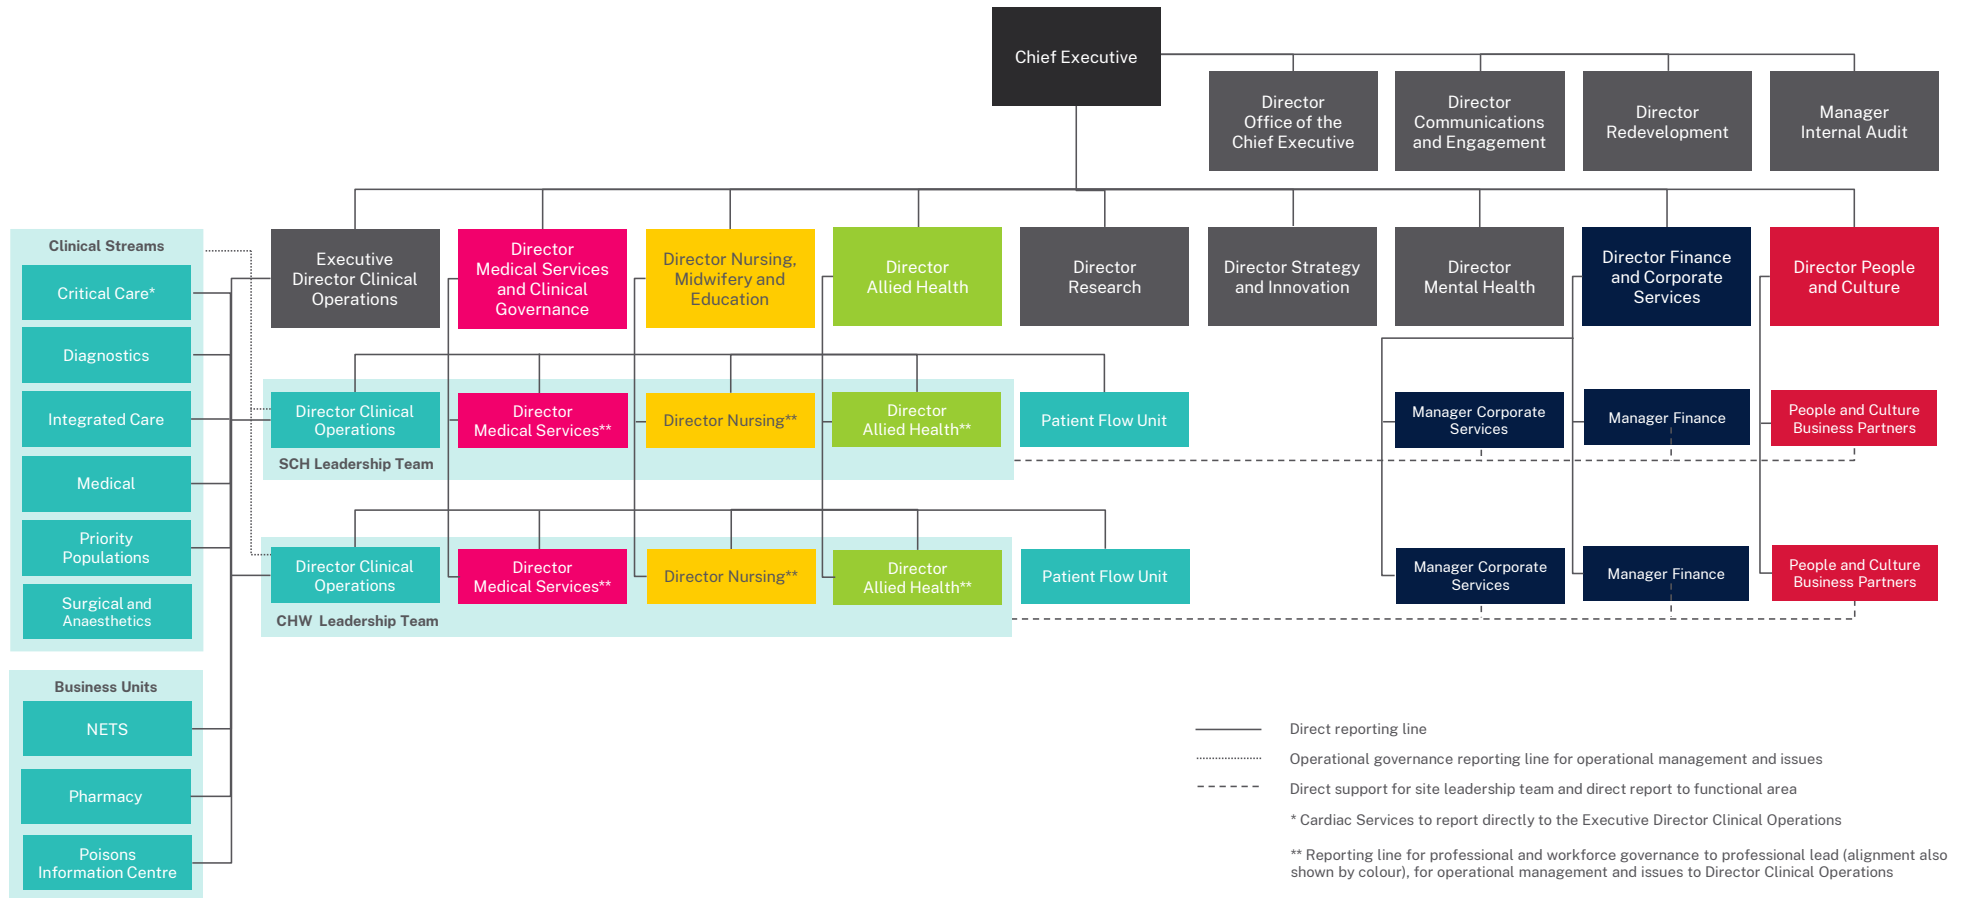 Chief Executive
Director
Office of the
Chief Executive
Director
Communications
and Engagement
Director
Redevelopment
Manager
Internal Audit
Clinical Streams
Critical Care*
Diagnostics
Integrated Care
Medical
Priority
Populations
Surgical and
Anaesthetics
Business Units
NETS
Pharmacy
Poisons
Information Centre
Executive
Director Clinical
Operations
Director
Medical Services
and Clinical
Governance
Director Nursing,
Midwifery and
Education
Director
Allied Health
Director
Research
Director Strategy
and Innovation
Director
Mental Health
Director Finance
and Corporate
Services
Director People
and Culture
Director Clinical
Operations
Director
Medical Services**
Director Nursing**
Director
Allied Health**
Patient Flow Unit
Manager Corporate
Services
Manager Finance
People and Culture
Business Partners
SCH Leadership Team
Director Clinical
Operations
Director
Medical Services**
Director Nursing**
Director
Allied Health**
Patient Flow Unit
Manager Corporate
Services
Manager Finance
People and Culture
Business Partners
CHW Leadership Team
Direct reporting line
Operational governance reporting line for operational management and issues
Direct support for site leadership team and direct report to functional area
* Cardiac Services to report directly to the Executive Director Clinical Operations
** Reporting line for professional and workforce governance to professional lead (alignment also
shown by colour), for operational management and issues to Director Clinical Operations